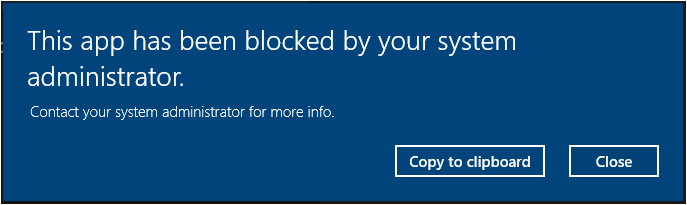 This app has been blocked by your system
administrator.
Contact your system administrator for more info.
Copy to clipboard
Close